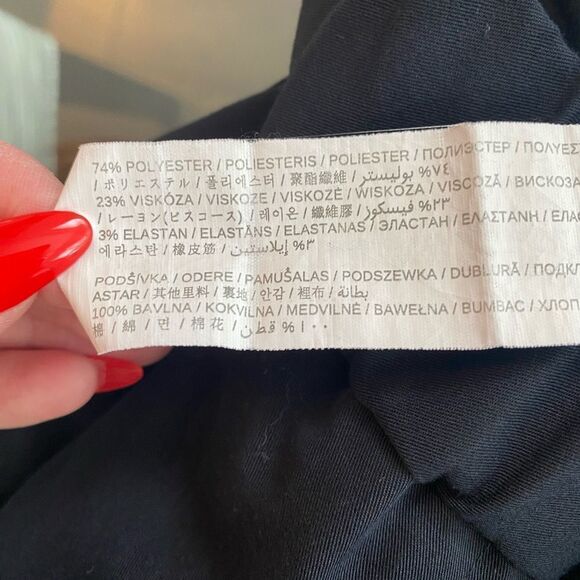 74% POLYESTER / POLIESTERIS / POLIESTER / ПОЛИЭСТЕР / ПОЛУЕС
/ ポリエステル / 폴리에스터 / 聚酯纖維 / ٧٤% بوليستر
23% VISKÓZA / VISKOZE / VISKOZĖ / WISKOZA / VISCOZĂ / ВИСКОЗА
/ レーヨン(ビスコース) / 레이온 / 纖維膠 / ٢٣% فيسكوز
3% ELASTAN / ELASTĀNS / ELASTANAS / ЭЛАСТАН / ЕЛАСТАНН / ЕЛА
에라스탄 / 橡皮筋 / ٣% إيلاستين
PODŠÍVKA / ODERE / PAMUŠALAS / PODSZEWKA / DUBLURĂ / ПОДКЛ
ASTAR / 其他里料 / 裏地 / 안감 / 裡布 / بطانة
100% BAVLNA / KOKVILNA / MEDVILNĖ / BAWEŁNA / BUMBAC / ХЛОП
棉 / 綿 / 면 / 棉花 / ١٠٠% قطن